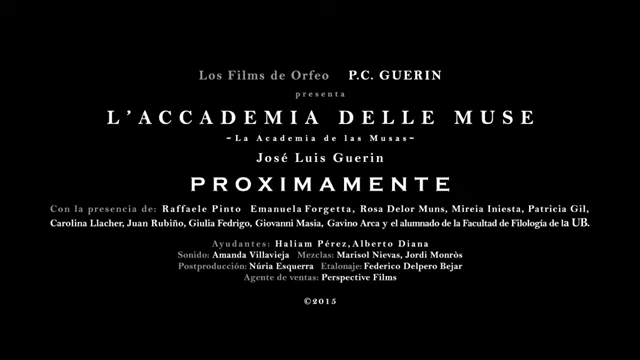 Los Films de Orfeo P.C. GUERIN
presenta
L'ACCADEMIA DELLE MUSE
-La Academia de las Musas-
José Luis Guerin
PROXIMAMENTE
Con la presencia de: Raffaele Pinto Emanuela Forgetta, Rosa Delor Muns, Mireia Iniesta, Patricia Gil,
Carolina Llacher, Juan Rubiño, Giulia Fedrigo, Giovanni Masia, Gavino Arca y el alumnado de la Facultad de Filología de la UB.
Ayudantes: Haliam Pérez, Alberto Diana
Sonido: Amanda Villavieja Mezclas: Marisol Nievas, Jordi Monròs
Postproducción: Núria Esquerra Etalonaje: Federico Delpero Bejar
Agente de ventas: Perspective Films
©2015